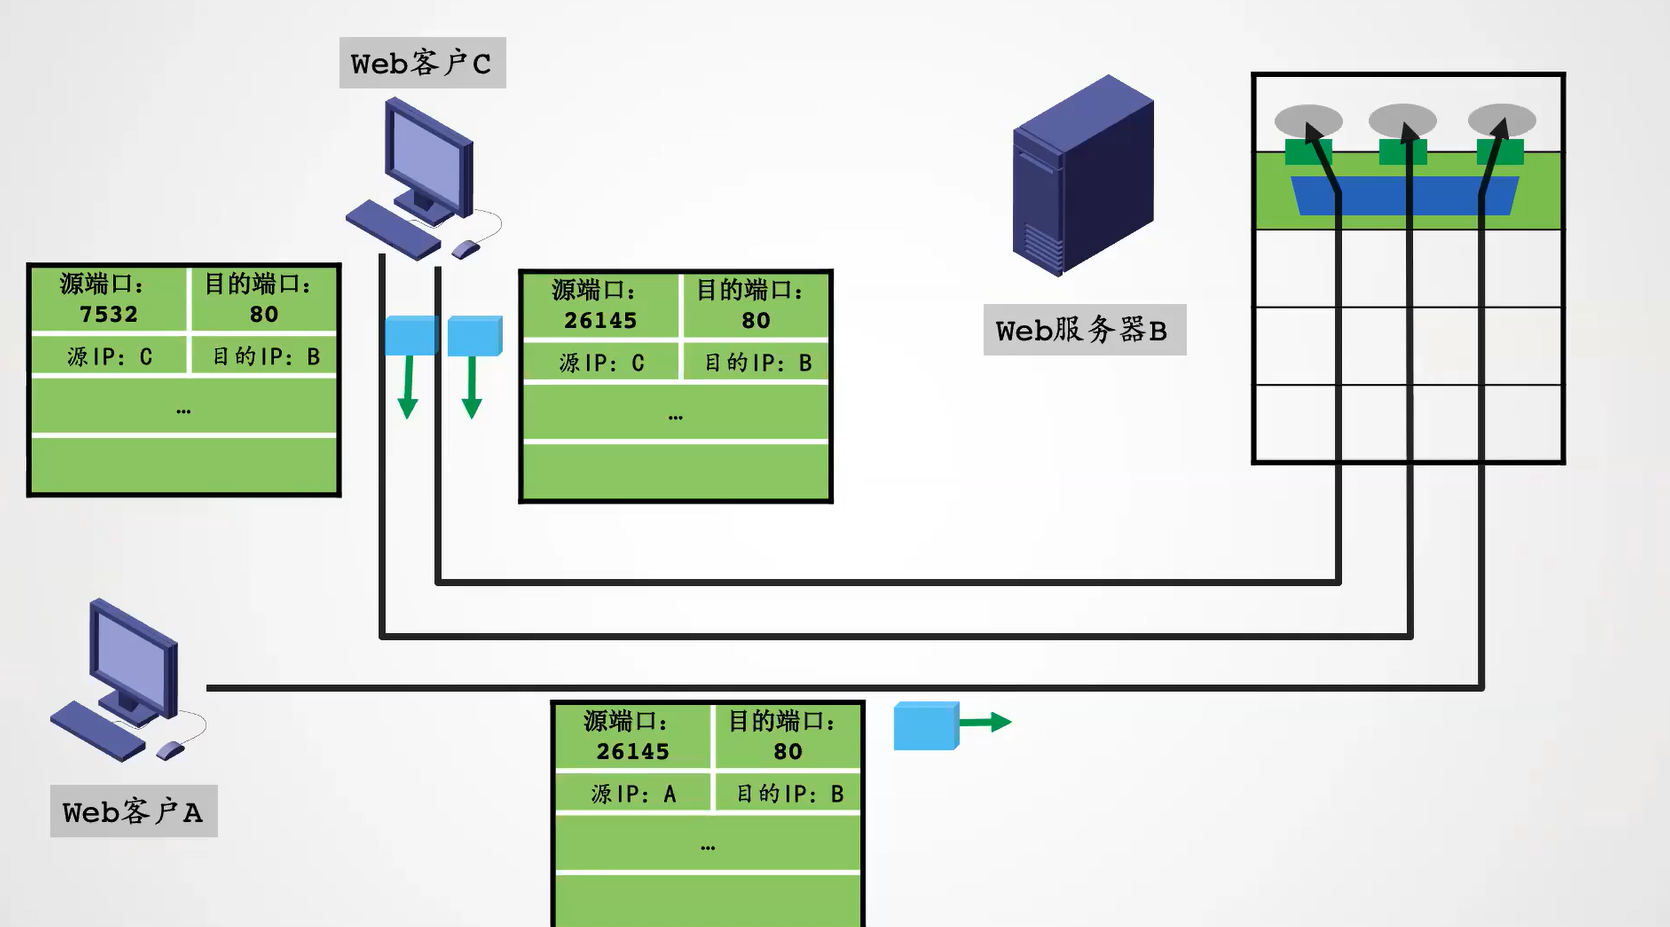 Web客户C
源端口：
7532
目的端口：
80
源IP：C
目的IP：B
…
源端口：
26145
目的端口：
80
源IP：C
目的IP：B
…
Web服务器B
Web客户A
源端口：
26145
目的端口：
80
源IP：A
目的IP：B
…